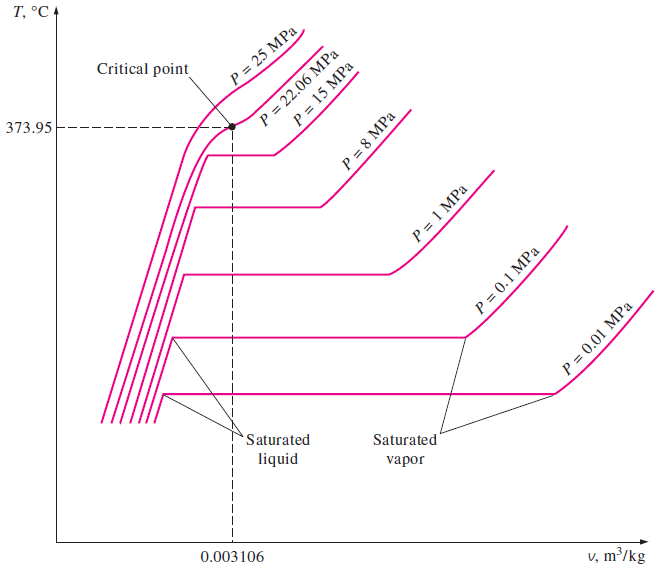 T, °C
Critical point
P = 25 MPa
P = 22.06 MPa
P = 15 MPa
P = 8 MPa
P = 1 MPa
P = 0.1 MPa
P = 0.01 MPa
373.95
Saturated
liquid
Saturated
vapor
0.003106
v, m³/kg